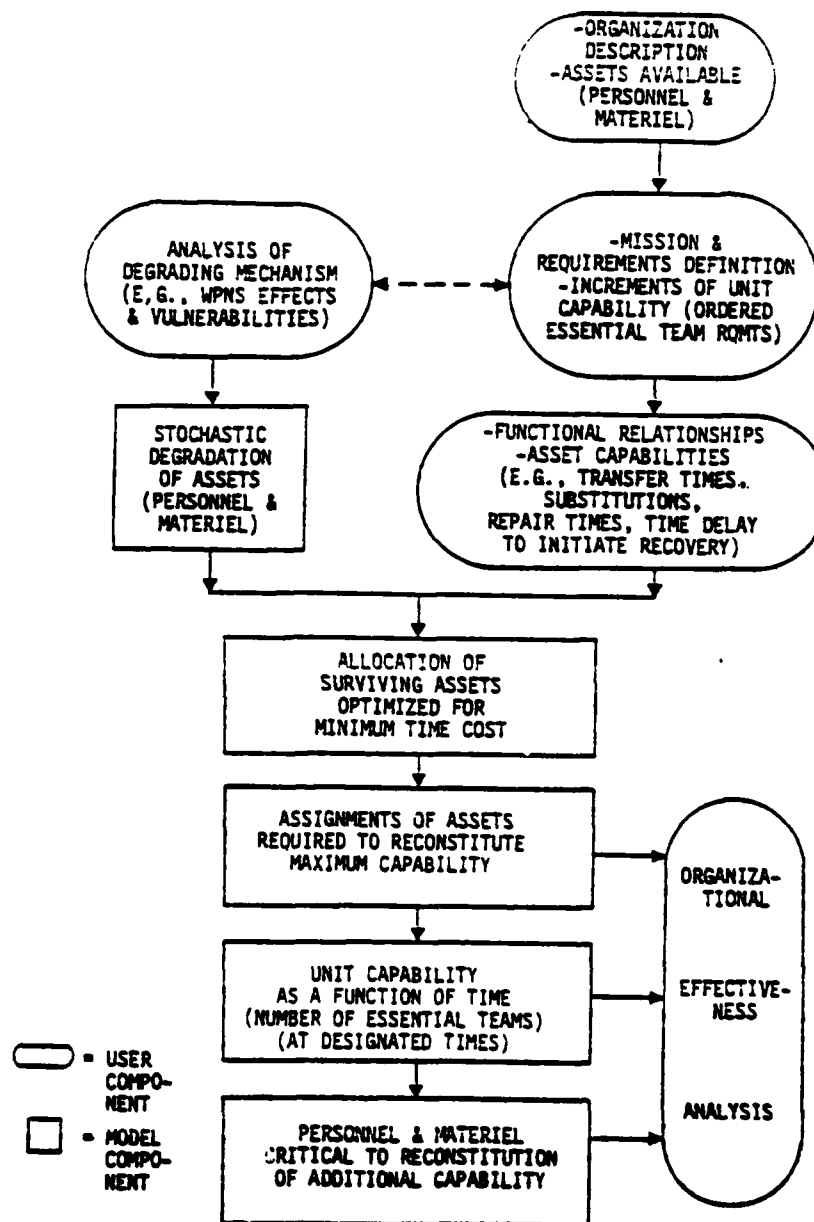 -ORGANIZATION
DESCRIPTION
-ASSETS AVAILABLE
(PERSONNEL &
MATERIEL)
ANALYSIS OF
DEGRADING MECHANISM
(E,G., WPNS EFFECTS
& VULNERABILITIES)
-MISSION &
REQUIREMENTS DEFINITION
-INCREMENTS OF UNIT
CAPABILITY (ORDERED
ESSENTIAL TEAM RQMTS)
STOCHASTIC
DEGRADATION
OF ASSETS
(PERSONNEL &
MATERIEL)
-FUNCTIONAL RELATIONSHIPS
-ASSET CAPABILITIES
(E.G., TRANSFER TIMES,
SUBSTITUTIONS,
REPAIR TIMES, TIME DELAY
TO INITIATE RECOVERY)
ALLOCATION OF
SURVIVING ASSETS
OPTIMIZED FOR
MINIMUM TIME COST
ASSIGNMENTS OF ASSETS
REQUIRED TO RECONSTITUTE
MAXIMUM CAPABILITY
UNIT CAPABILITY
AS A FUNCTION OF TIME
(NUMBER OF ESSENTIAL TEAMS)
(AT DESIGNATED TIMES)
PERSONNEL & MATERIEL
CRITICAL TO RECONSTITUTION
OF ADDITIONAL CAPABILITY
ORGANIZA-
TIONAL
EFFECTIVE-
NESS
ANALYSIS
= USER
COMPO-
NENT
= MODEL
COMPO-
NENT